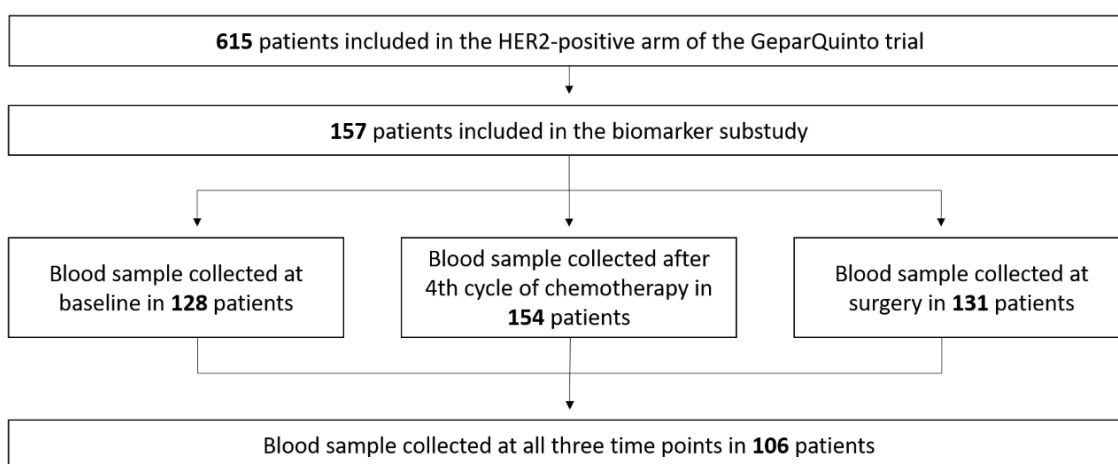 615 patients included in the HER2-positive arm of the GeparQuinto trial
157 patients included in the biomarker substudy
Blood sample collected at
baseline in 128 patients
Blood sample collected after
4th cycle of chemotherapy in
154 patients
Blood sample collected at
surgery in 131 patients
Blood sample collected at all three time points in 106 patients